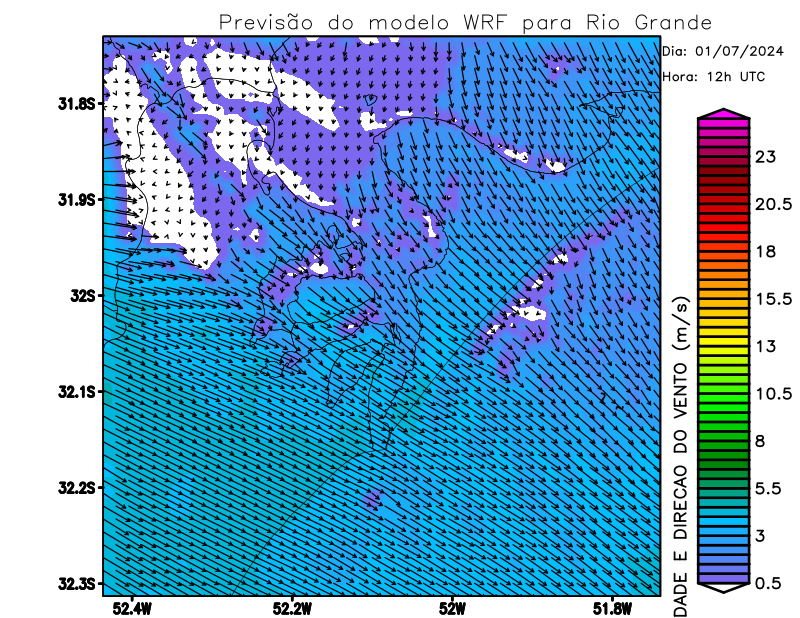 Previsão do modelo WRF para Rio Grande
Dia: 01/07/2024
Hora: 12h UTC
31.8S
31.9S
32S
32.1S
32.2S
32.3S
52.4W
52.2W
52W
51.8W
23
20.5
18
15.5
13
10.5
8
5.5
3
0.5
DADE E DIRECAO DO VENTO (m/s)